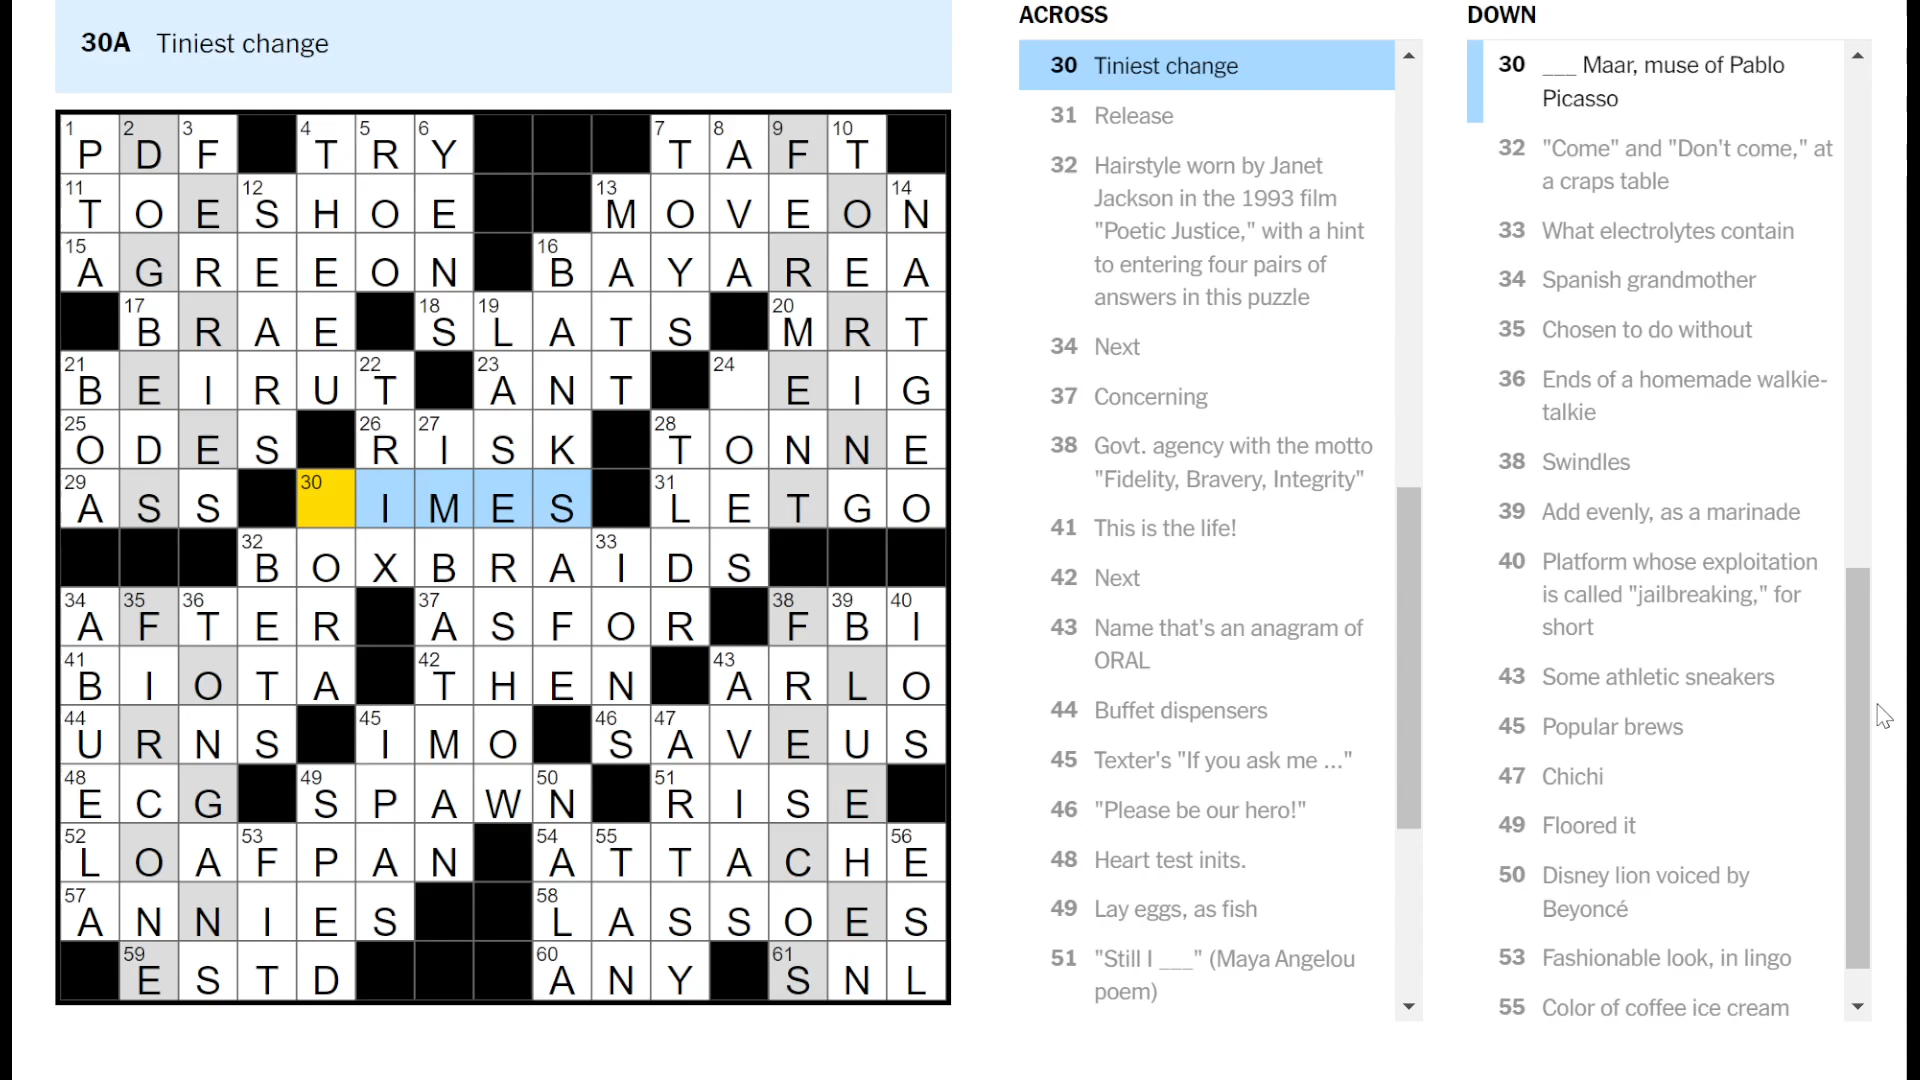 30A Tiniest change
1 2 3 4 5 6 7 8 9 10
P D F T R Y T A F T
11 12 13 14
T O E S H O E M O V E O N
15 16
A G R E E O N B A Y A R E A
17 18 19 20
B R A E S L A T S M R T
21 22 23 24
B E I R U T A N T E I G
25 26 27 28
O D E S R I S K T O N N E
29 30 31
A S S I M E S L E T G O
32 33
B O X B R A I D S
34 35 36 37 38 39 40
A F T E R A S F O R F B I
41 42 43
B I O T A T H E N A R L O
44 45 46 47
U R N S I M O S A V E U S
48 49 50 51
E C G S P A W N R I S E
52 53 54 55 56
L O A F P A N A T T A C H E
57 58
A N N I E S L A S S O E S
59 60 61
E S T D A N Y S N L
ACROSS
30 Tiniest change
31 Release
32 Hairstyle worn by Janet
Jackson in the 1993 film
"Poetic Justice," with a hint
to entering four pairs of
answers in this puzzle
34 Next
37 Concerning
38 Govt. agency with the motto
"Fidelity, Bravery, Integrity"
41 This is the life!
42 Next
43 Name that's an anagram of
ORAL
44 Buffet dispensers
45 Texter's "If you ask me ..."
46 "Please be our hero!"
48 Heart test inits.
49 Lay eggs, as fish
51 "Still I ___" (Maya Angelou
poem)
DOWN
30 ___ Maar, muse of Pablo
Picasso
32 "Come" and "Don't come," at
a craps table
33 What electrolytes contain
34 Spanish grandmother
35 Chosen to do without
36 Ends of a homemade walkie-
talkie
38 Swindles
39 Add evenly, as a marinade
40 Platform whose exploitation
is called "jailbreaking," for
short
43 Some athletic sneakers
45 Popular brews
47 Chichi
49 Floored it
50 Disney lion voiced by
Beyoncé
53 Fashionable look, in lingo
55 Color of coffee ice cream